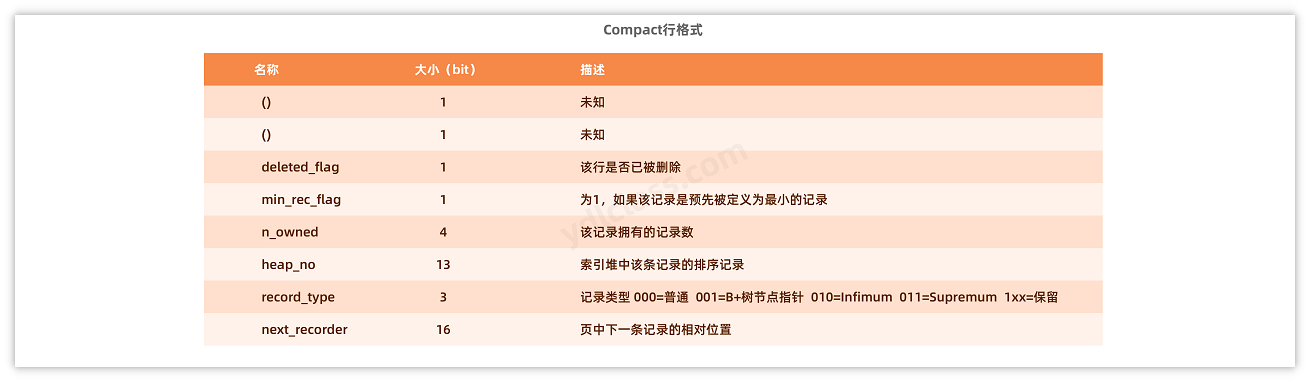 Compact行格式
名称 大小（bit） 描述
() 1 未知
() 1 未知
deleted_flag 1 该行是否已被删除
min_rec_flag 1 为1，如果该记录是预先被定义为最小的记录
n_owned 4 该记录拥有的记录数
heap_no 13 索引堆中该条记录的排序记录
record_type 3 记录类型 000=普通 001=B+树节点指针 010=Infimum 011=Supremum 1xx=保留
next_recorder 16 页中下一条记录的相对位置
ydlclass.com